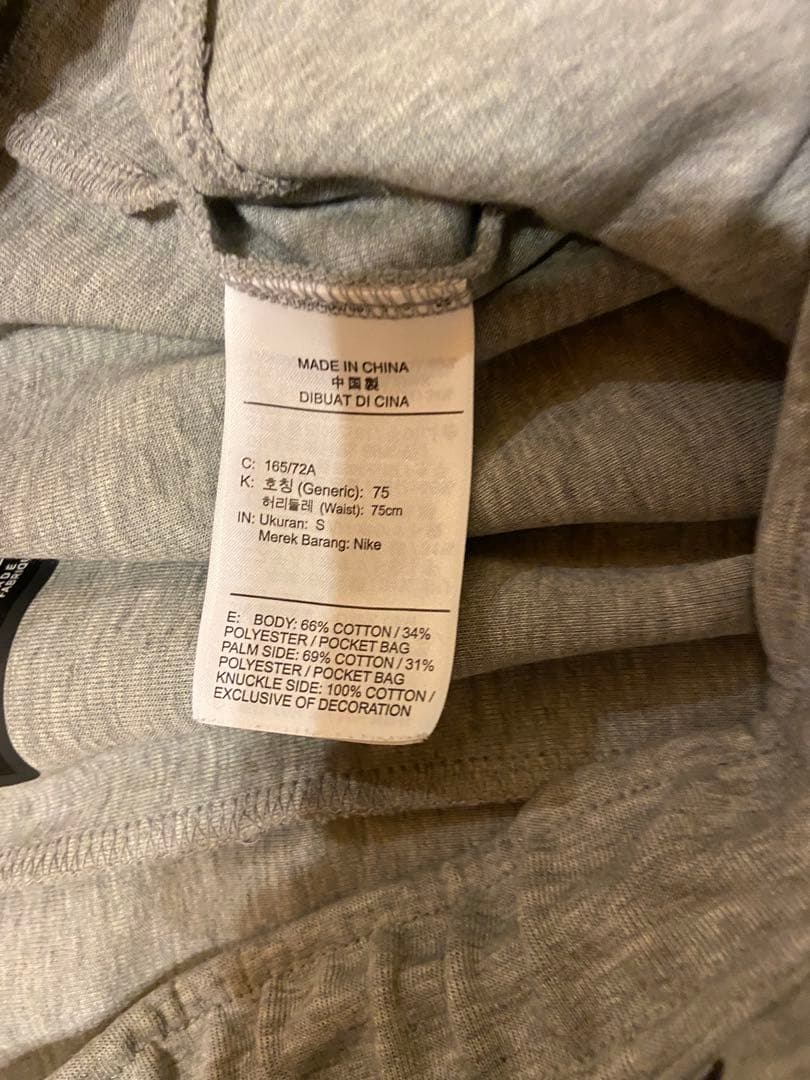 MADE IN CHINA
中国製
DIBUAT DI CINA
C: 165/72A
K: 호칭 (Generic): 75
허리둘레 (Waist): 75cm
IN: Ukuran: S
Merek Barang: Nike
E: BODY: 66% COTTON / 34%
POLYESTER / POCKET BAG
PALM SIDE: 69% COTTON / 31%
POLYESTER / POCKET BAG
KNUCKLE SIDE: 100% COTTON /
EXCLUSIVE OF DECORATION